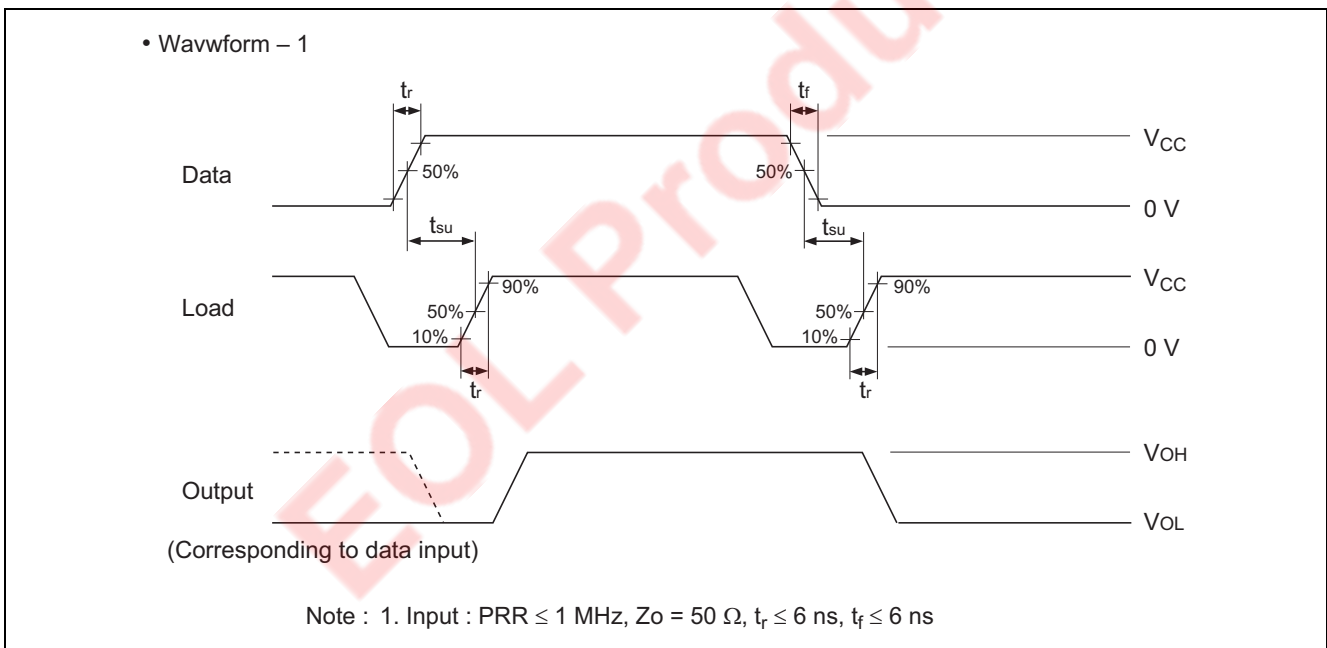 • Wavwform – 1
tr
tf
Data
50%
50%
VCC
0 V
tsu
tsu
Load
90%
50%
10%
90%
50%
10%
VCC
0 V
tr
tr
Output
VOH
VOL
(Corresponding to data input)
Note : 1. Input : PRR ≤ 1 MHz, Zo = 50 Ω, tr ≤ 6 ns, tf ≤ 6 ns
EOL Produ